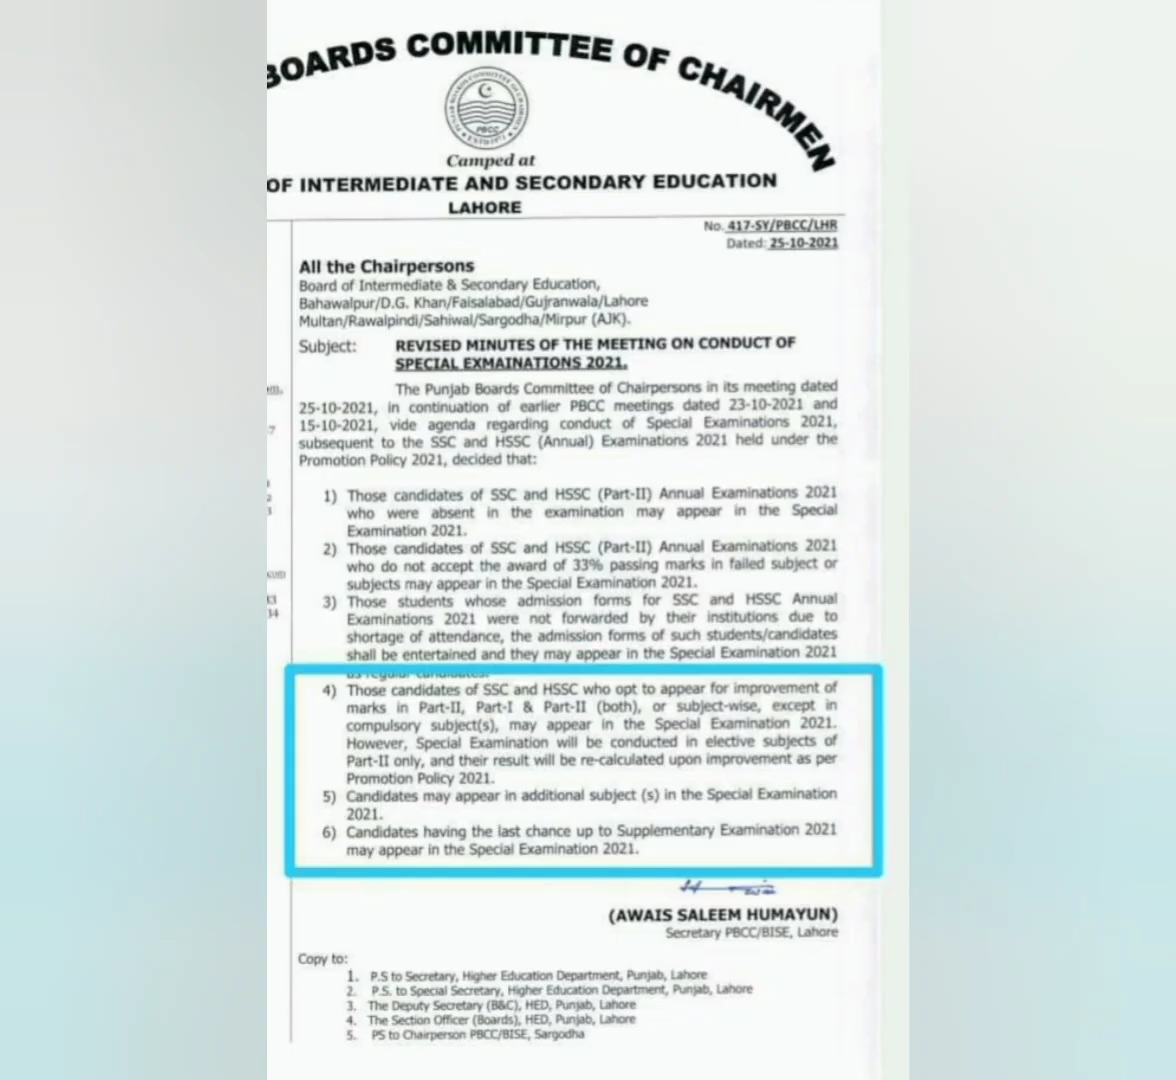 BOARDS COMMITTEE OF CHAIRMEN
PBCC
Camped at
OF INTERMEDIATE AND SECONDARY EDUCATION
LAHORE
No. 417-SY/PBCC/LHR
Dated: 25-10-2021
All the Chairpersons
Board of Intermediate & Secondary Education,
Bahawalpur/D.G. Khan/Faisalabad/Gujranwala/Lahore
Multan/Rawalpindi/Sahiwal/Sargodha/Mirpur (AJK).
Subject: REVISED MINUTES OF THE MEETING ON CONDUCT OF
SPECIAL EXMAINATIONS 2021.
The Punjab Boards Committee of Chairpersons in its meeting dated
25-10-2021, in continuation of earlier PBCC meetings dated 23-10-2021 and
15-10-2021, vide agenda regarding conduct of Special Examinations 2021,
subsequent to the SSC and HSSC (Annual) Examinations 2021 held under the
Promotion Policy 2021, decided that:
1) Those candidates of SSC and HSSC (Part-II) Annual Examinations 2021
who were absent in the examination may appear in the Special
Examination 2021.
2) Those candidates of SSC and HSSC (Part-II) Annual Examinations 2021
who do not accept the award of 33% passing marks in failed subject or
subjects may appear in the Special Examination 2021.
3) Those students whose admission forms for SSC and HSSC Annual
Examinations 2021 were not forwarded by their institutions due to
shortage of attendance, the admission forms of such students/candidates
shall be entertained and they may appear in the Special Examination 2021
as regular candidates.
4) Those candidates of SSC and HSSC who opt to appear for improvement of
marks in Part-II, Part-I & Part-II (both), or subject-wise, except in
compulsory subject(s), may appear in the Special Examination 2021.
However, Special Examination will be conducted in elective subjects of
Part-II only, and their result will be re-calculated upon improvement as per
Promotion Policy 2021.
5) Candidates may appear in additional subject (s) in the Special Examination
2021.
6) Candidates having the last chance up to Supplementary Examination 2021
may appear in the Special Examination 2021.
(AWAIS SALEEM HUMAYUN)
Secretary PBCC/BISE, Lahore
Copy to:
1. P.S to Secretary, Higher Education Department, Punjab, Lahore
2. P.S. to Special Secretary, Higher Education Department, Punjab, Lahore
3. The Deputy Secretary (B&C), HED, Punjab, Lahore
4. The Section Officer (Boards), HED, Punjab, Lahore
5. PS to Chairperson PBCC/BISE, Sargodha